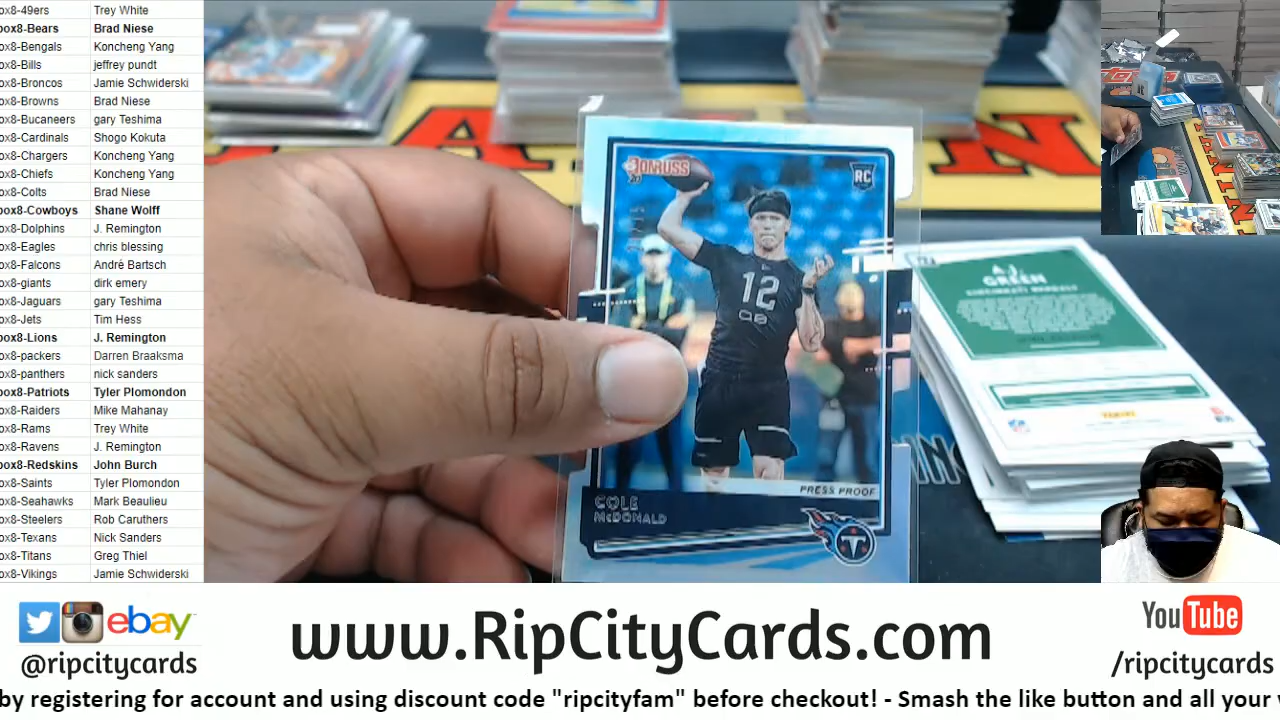 ox8-49ers Trey White
box8-Bears Brad Niese
ox8-Bengals Koncheng Yang
ox8-Bills jeffrey pundt
ox8-Broncos Jamie Schwiderski
ox8-Browns Brad Niese
ox8-Bucaneers gary Teshima
ox8-Cardinals Shogo Kokuta
ox8-Chargers Koncheng Yang
ox8-Chiefs Koncheng Yang
ox8-Colts Brad Niese
box8-Cowboys Shane Wolff
ox8-Dolphins J. Remington
ox8-Eagles chris blessing
ox8-Falcons André Bartsch
ox8-giants dirk emery
ox8-Jaguars gary Teshima
ox8-Jets Tim Hess
box8-Lions J. Remington
ox8-packers Darren Braaksma
ox8-panthers nick sanders
box8-Patriots Tyler Plomondon
ox8-Raiders Mike Mahanay
ox8-Rams Trey White
ox8-Ravens J. Remington
ox8-Redskins John Burch
ox8-Saints Tyler Plomondon
ox8-Seahawks Mark Beaulieu
ox8-Steelers Rob Caruthers
ox8-Texans Nick Sanders
ox8-Titans Greg Thiel
ox8-Vikings Jamie Schwiderski
DONRUSS
RC
12
QB
PRESS PROOF
COLE
McDONALD
T
A.J.
GREEN
CINCINNATI BENGALS
PANINI
ebay
@ripcitycards
www.RipCityCards.com
YouTube
/ripcitycards
by registering for account and using discount code "ripcityfam" before checkout! - Smash the like button and all your